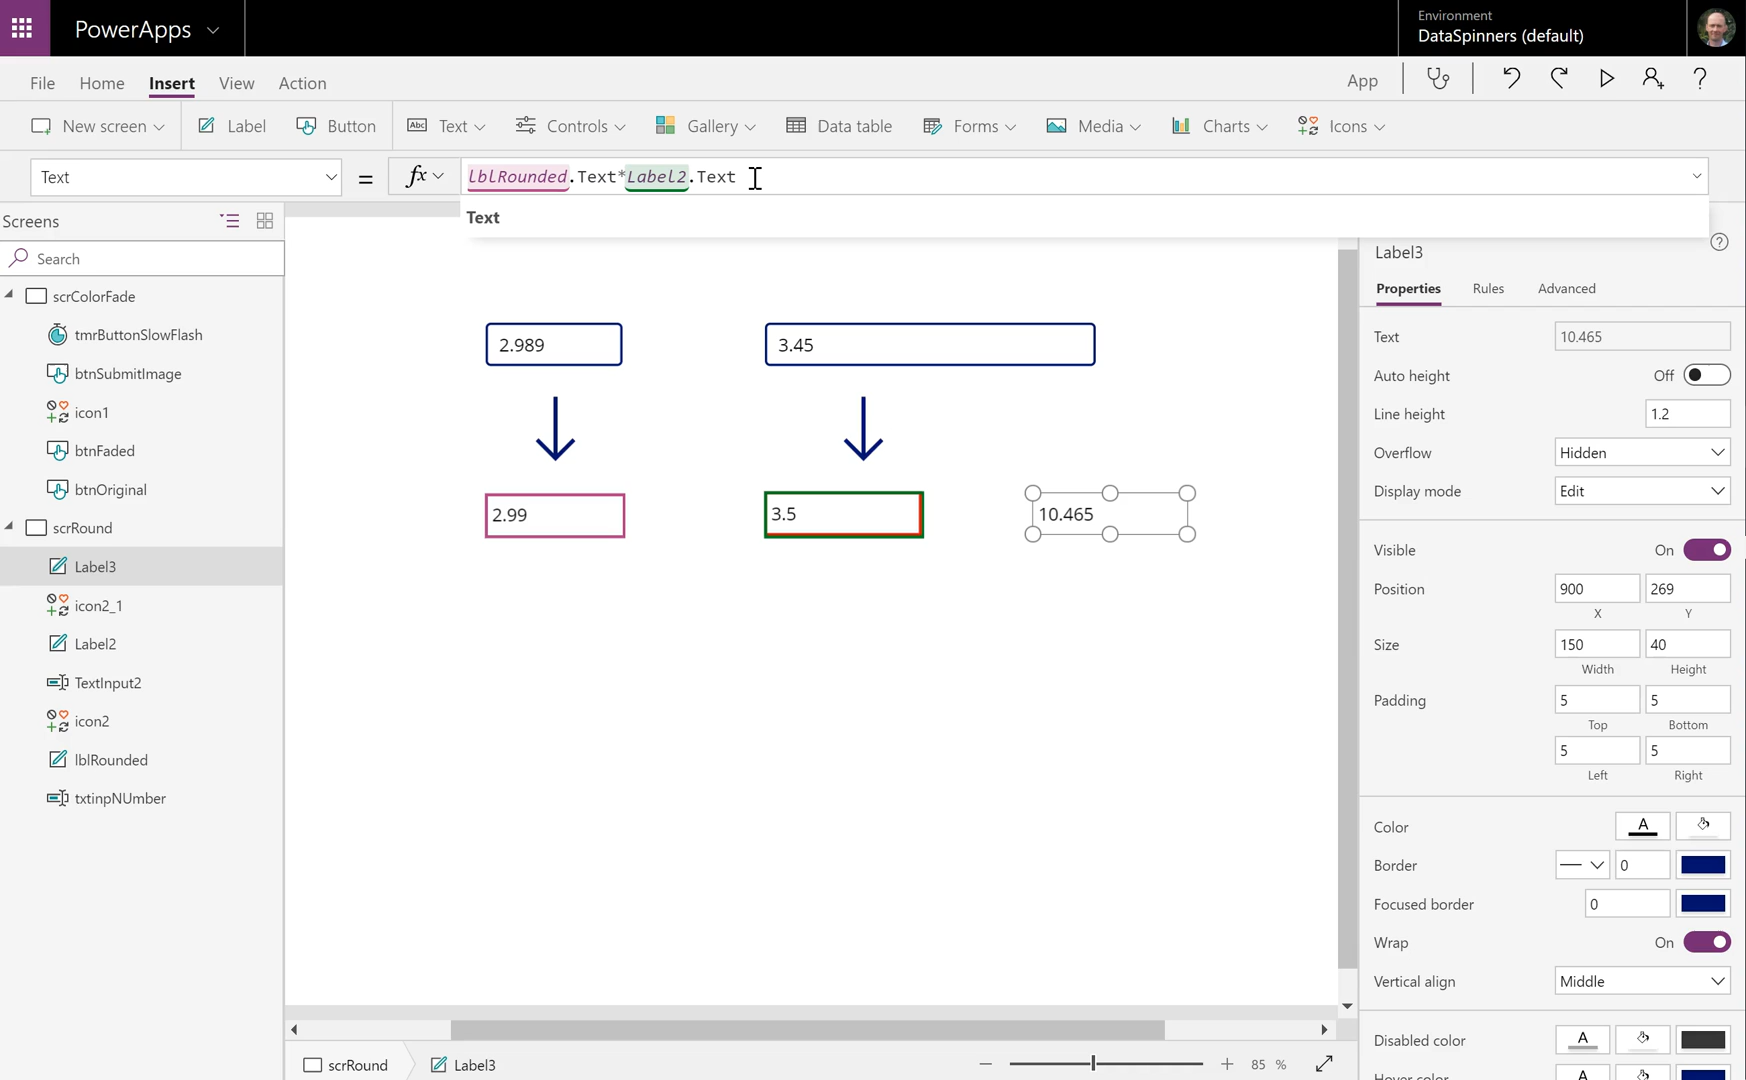 PowerApps
Environment
DataSpinners (default)
File Home Insert View Action
App
New screen Label Button Text Controls Gallery Data table Forms Media Charts Icons
Abc
Text = fx lblRounded.Text*Label2.Text
Text
Screens
Search
scrColorFade
tmrButtonSlowFlash
btnSubmitImage
icon1
btnFaded
btnOriginal
scrRound
Label3
icon2_1
Label2
TextInput2
icon2
lblRounded
txtinpNUmber
2.989 3.45
2.99 3.5 10.465
Label3
Properties Rules Advanced
Text 10.465
Auto height Off
Line height 1.2
Overflow Hidden
Display mode Edit
Visible On
Position 900 269
X Y
Size 150 40
Width Height
Padding 5 5
Top Bottom
5 5
Left Right
Color A
Border 0
Focused border 0
Wrap On
Vertical align Middle
Disabled color A
Hover color A
scrRound Label3 85 %